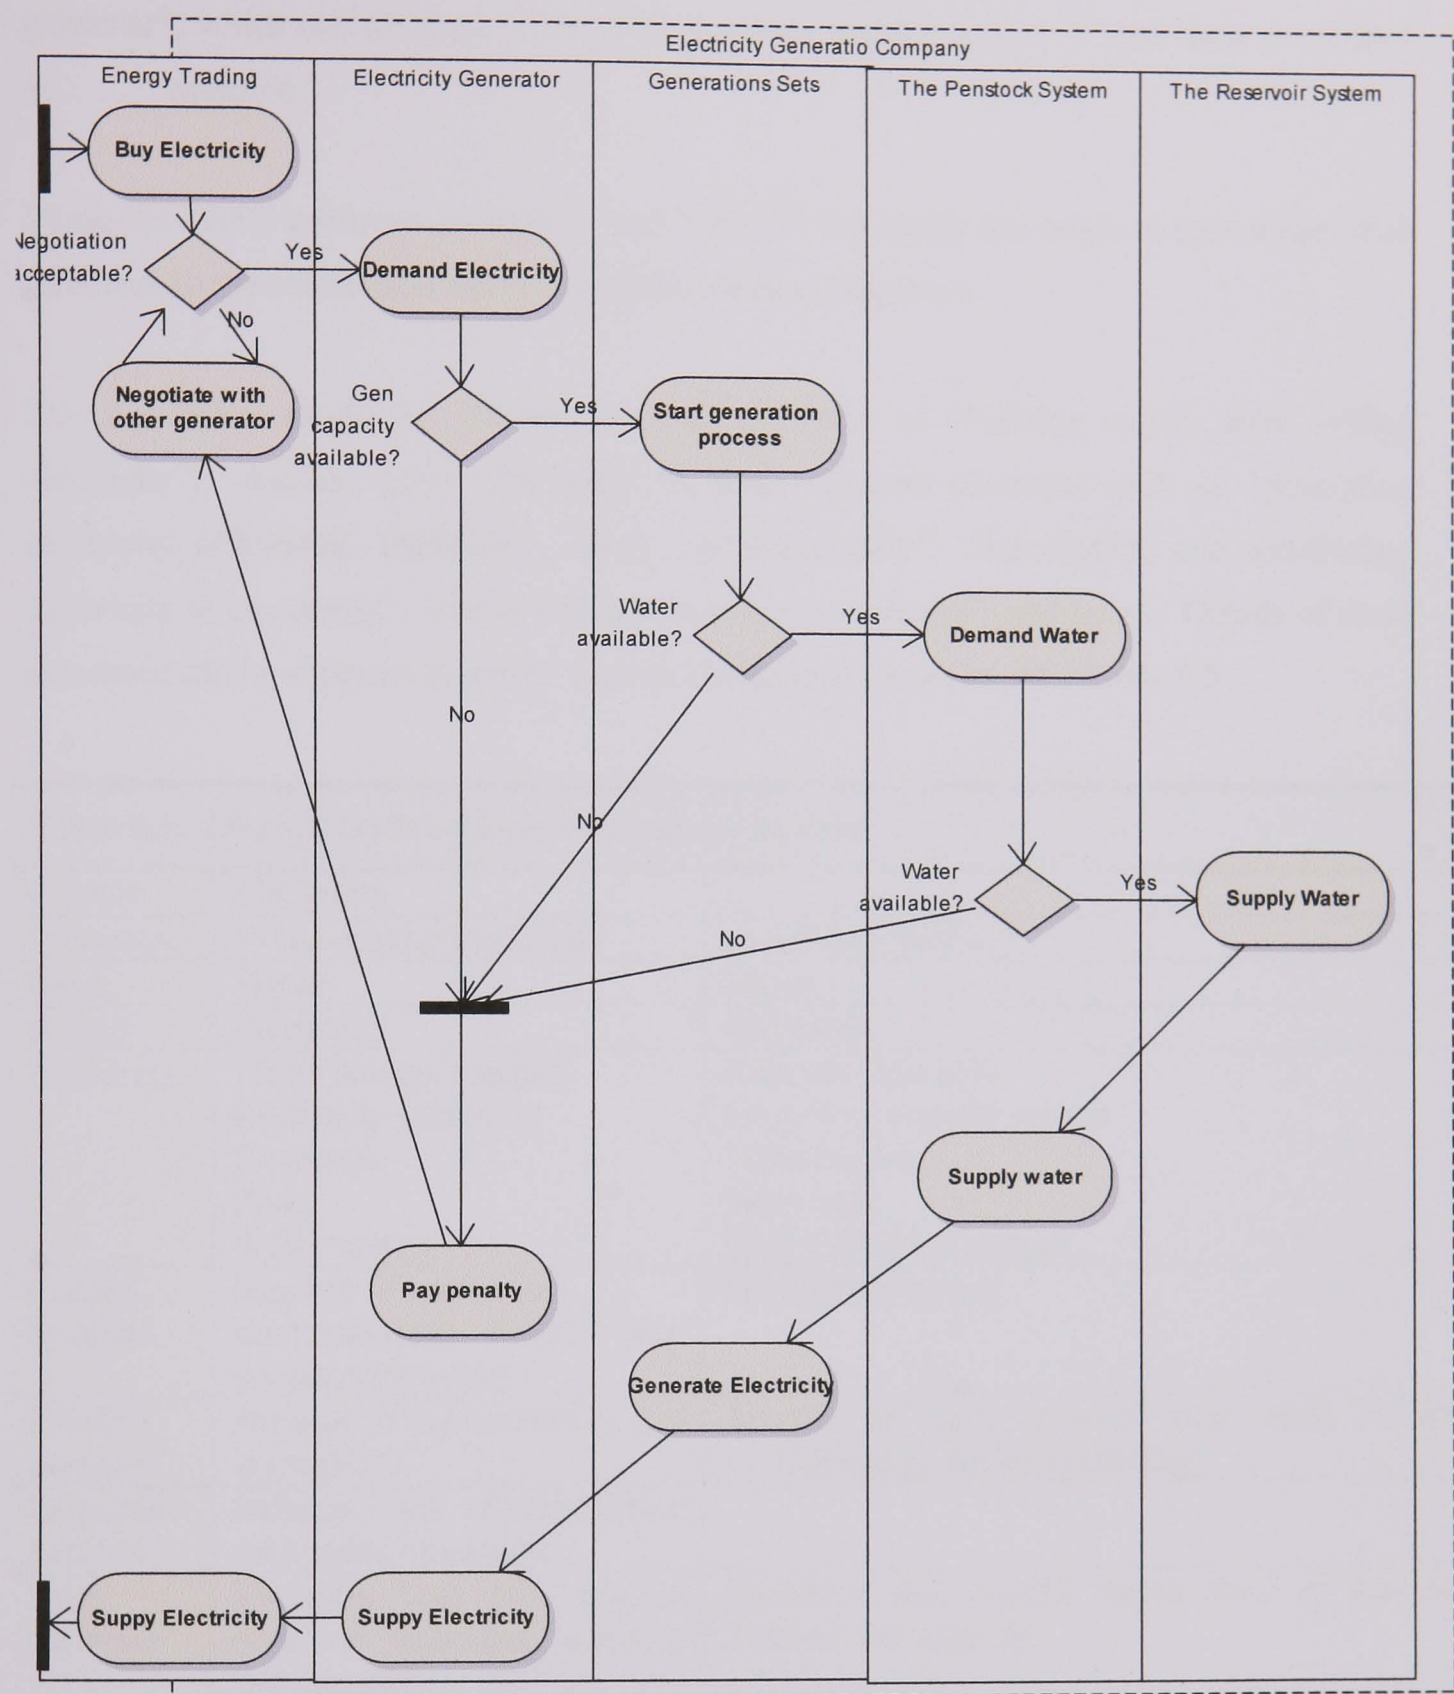 Electricity Generatio Company
Energy Trading
Electricity Generator
Generations Sets
The Penstock System
The Reservoir System
Buy Electricity
Negotiation
acceptable?
Yes
Demand Electricity
No
Negotiate with
other generator
Gen
capacity
available?
Yes
Start generation
process
Water
available?
Yes
Demand Water
No
No
Water
available?
Yes
Supply Water
No
Supply water
Pay penalty
Generate Electricity
Suppy Electricity
Suppy Electricity